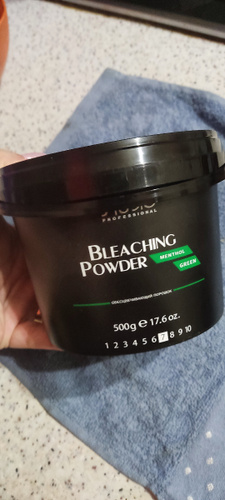 PROFESSIONAL
BLEACHING
POWDER
MENTHOL
GREEN
обесцвечивающий порошок
500g e 17.6 oz.
1 2 3 4 5 6 7 8 9 10